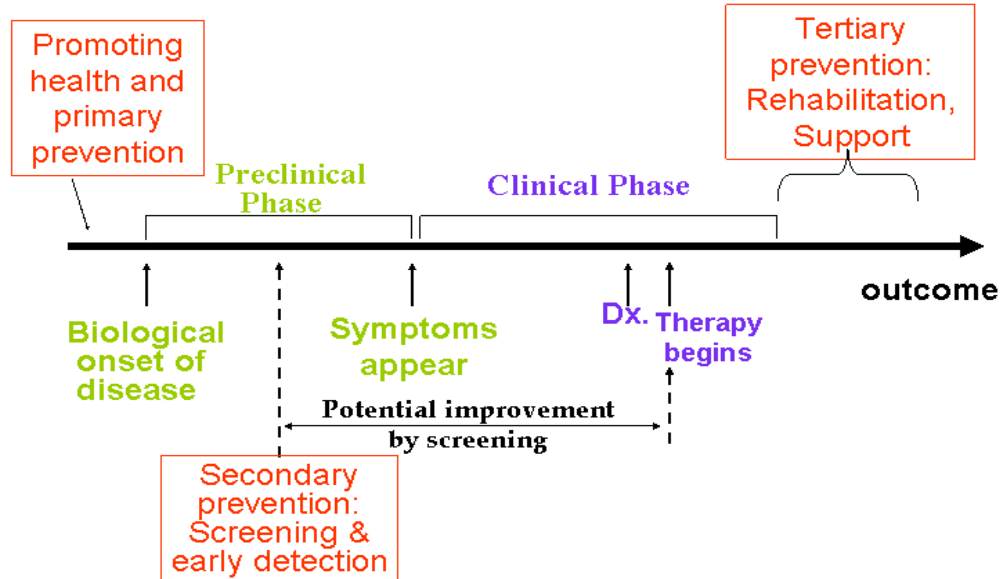 Promoting
health and
primary
prevention
Tertiary
prevention:
Rehabilitation,
Support
Preclinical
Phase
Clinical Phase
outcome
Biological
onset of
disease
Symptoms
appear
Dx.
Therapy
begins
Potential improvement
by screening
Secondary
prevention:
Screening &
early detection